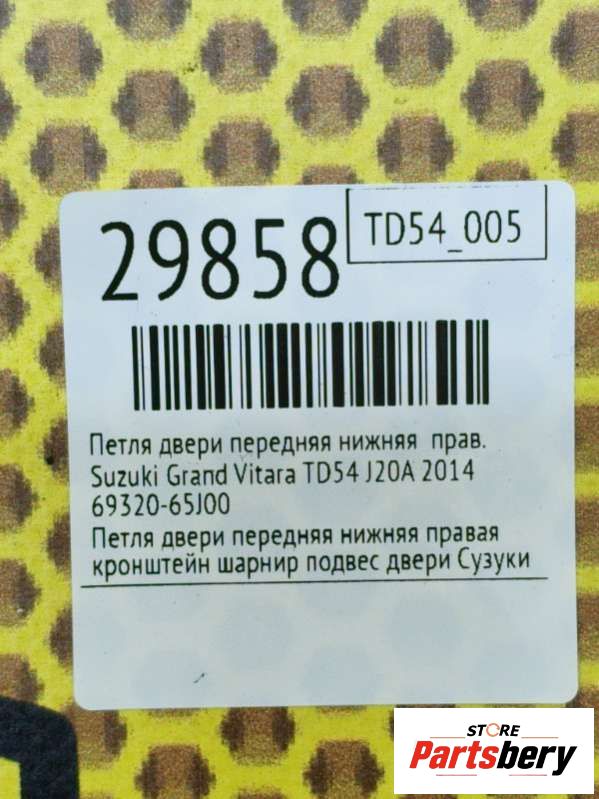 29858
TD54_005
Петля двери передняя нижняя прав.
Suzuki Grand Vitara TD54 J20A 2014
69320-65J00
Петля двери передняя нижняя правая
кронштейн шарнир подвес двери Сузуки
STORE
Partsbery